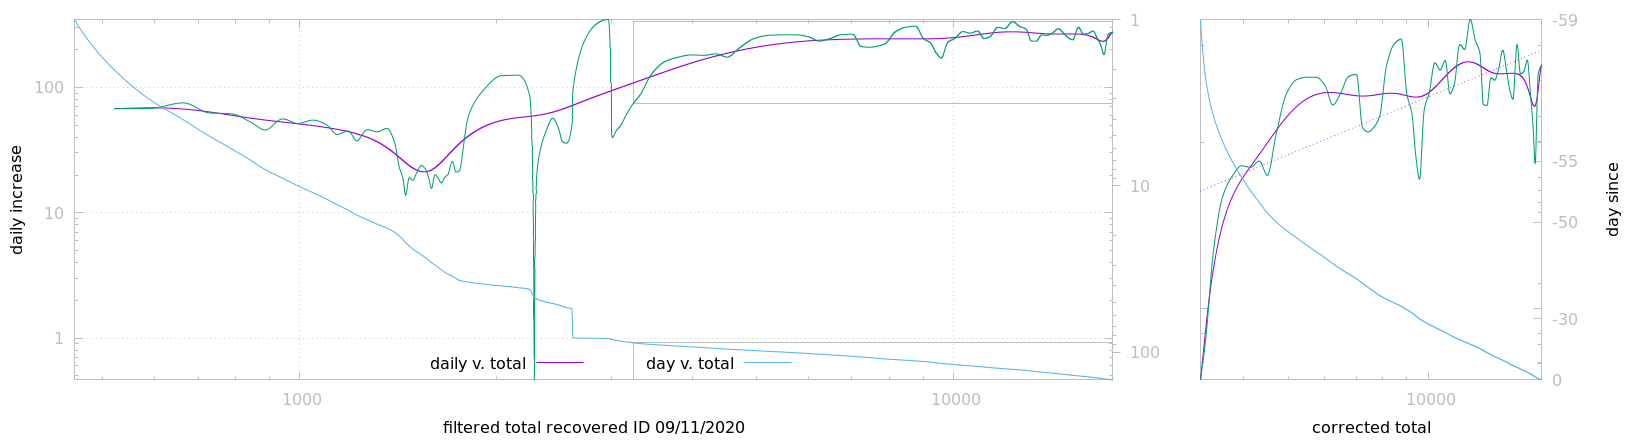 daily increase
100
10
1
1000
10000
1
10
100
daily v. total
day v. total
filtered total recovered ID 09/11/2020
-59
-55
-50
-30
0
day since
10000
corrected total